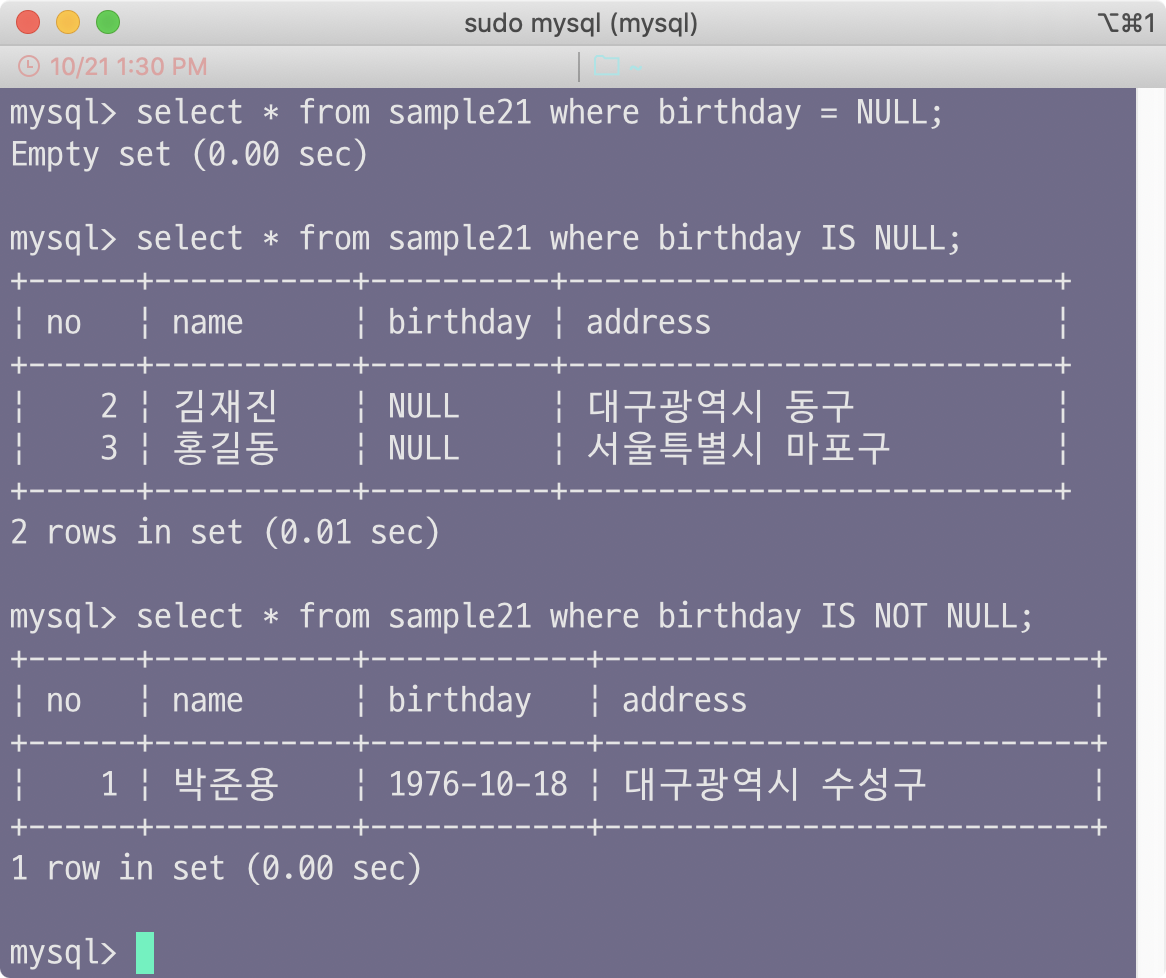 sudo mysql (mysql)
⌥⌘1
10/21 1:30 PM
~
mysql> select * from sample21 where birthday = NULL;
Empty set (0.00 sec)
mysql> select * from sample21 where birthday IS NULL;
+------+-----------+----------+---------------------------+
| no   | name      | birthday | address                   |
+------+-----------+----------+---------------------------+
|    2 | 김재진    | NULL     | 대구광역시 동구           |
|    3 | 홍길동    | NULL     | 서울특별시 마포구         |
+------+-----------+----------+---------------------------+
2 rows in set (0.01 sec)
mysql> select * from sample21 where birthday IS NOT NULL;
+------+-----------+------------+---------------------------+
| no   | name      | birthday   | address                   |
+------+-----------+------------+---------------------------+
|    1 | 박준용    | 1976-10-18 | 대구광역시 수성구         |
+------+-----------+------------+---------------------------+
1 row in set (0.00 sec)
mysql>